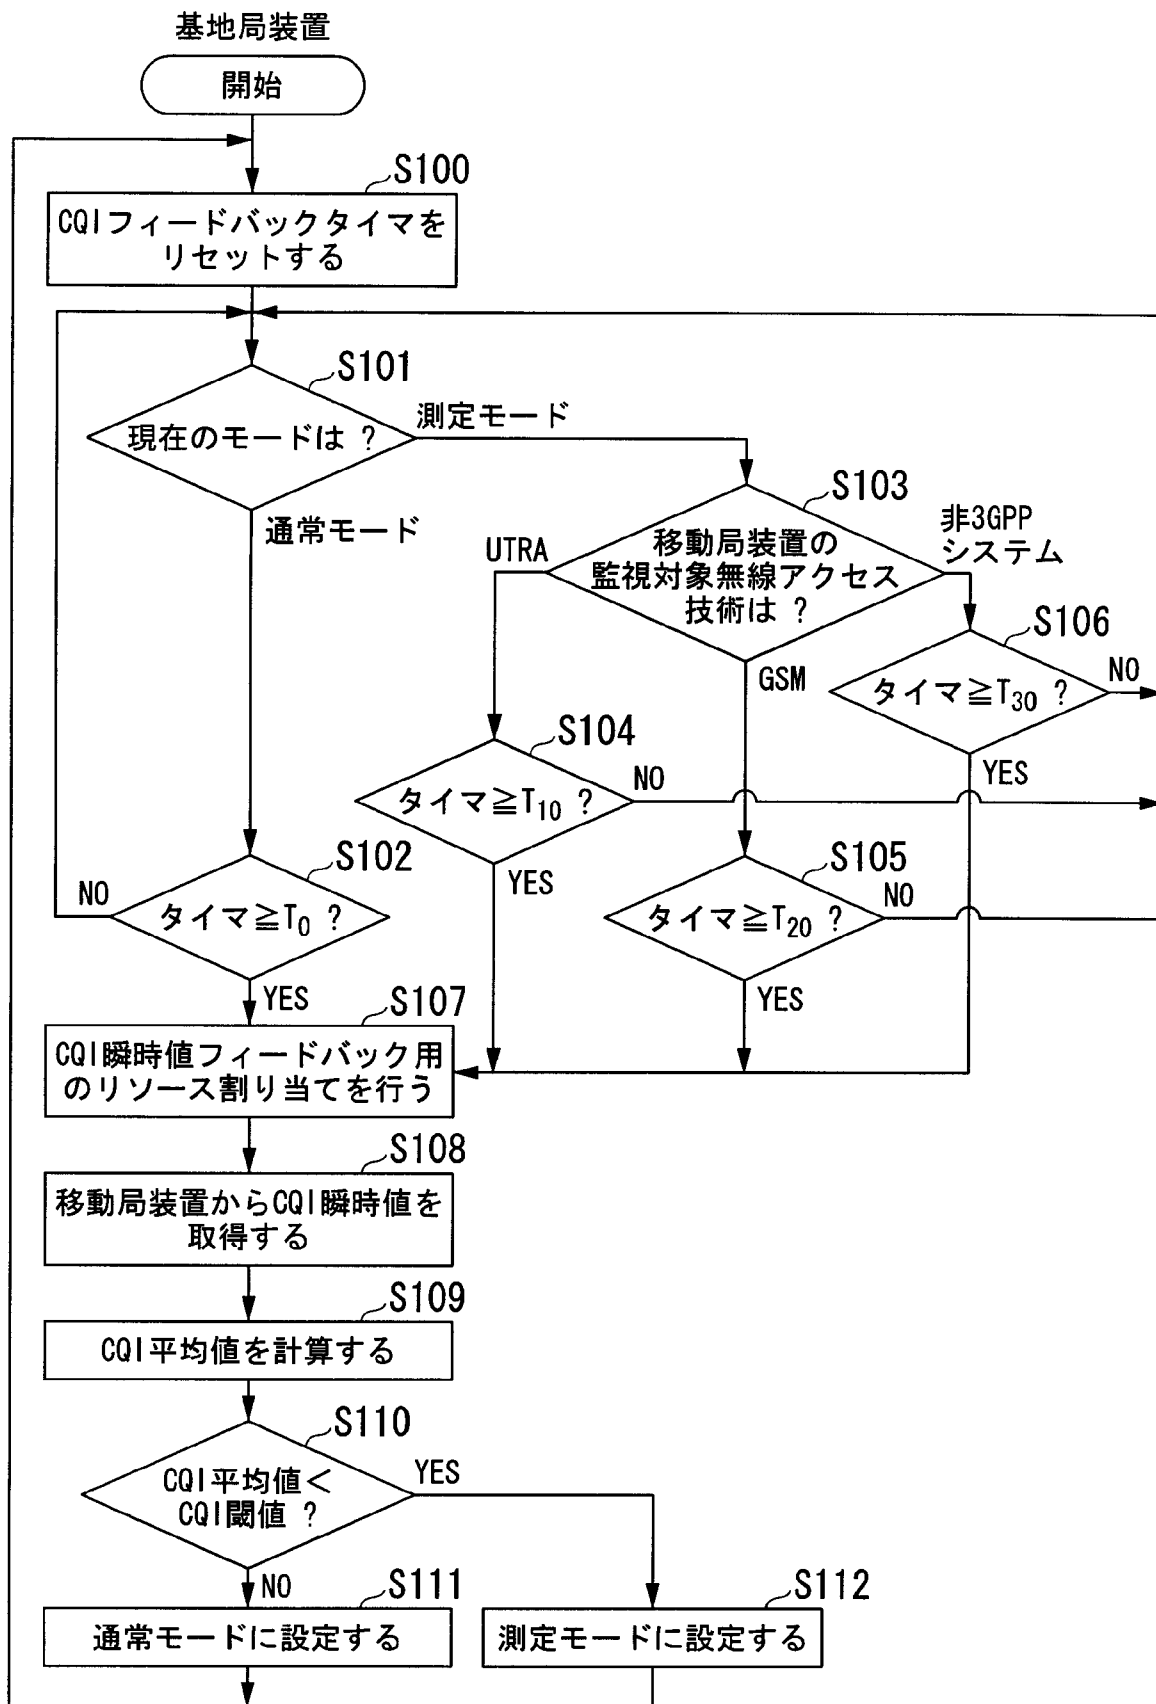 基地局装置
開始
S100
CQIフィードバックタイマを
リセットする
S101
現在のモードは ?
測定モード
通常モード
S103
移動局装置の
監視対象無線アクセス
技術は ?
UTRA
GSM
非3GPP
システム
S106
タイマ≧T30 ?
NO
YES
S104
タイマ≧T10 ?
NO
YES
S102
タイマ≧T0 ?
NO
YES
S105
タイマ≧T20 ?
NO
YES
S107
CQI瞬時値フィードバック用
のリソース割り当てを行う
S108
移動局装置からCQI瞬時値を
取得する
S109
CQI平均値を計算する
S110
CQI平均値<
CQI閾値 ?
YES
NO
S111
通常モードに設定する
S112
測定モードに設定する